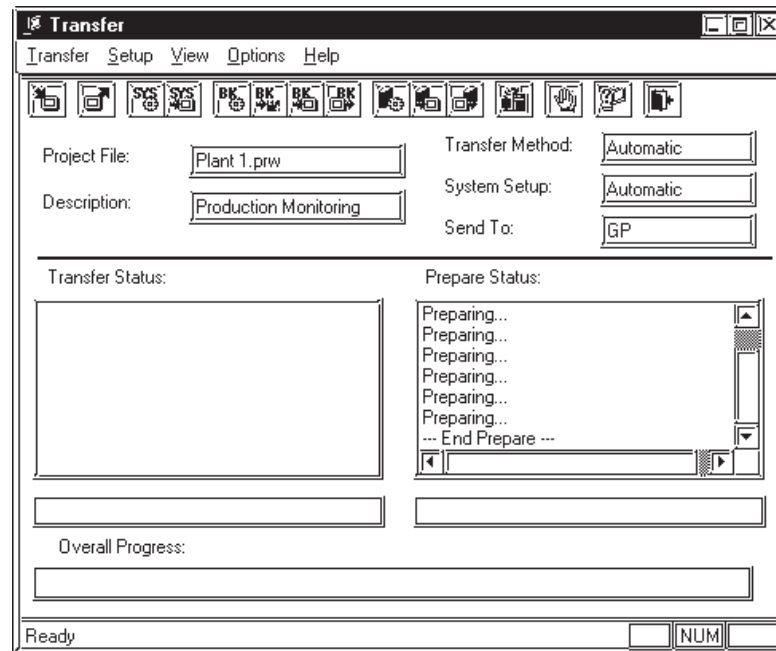 Transfer
Transfer Setup View Options Help
SYS SYS BK BK BK BK
Project File: Plant 1.prw
Description: Production Monitoring
Transfer Method: Automatic
System Setup: Automatic
Send To: GP
Transfer Status:
Prepare Status:
Preparing...
Preparing...
Preparing...
Preparing...
Preparing...
Preparing...
--- End Prepare ---
Overall Progress:
Ready NUM